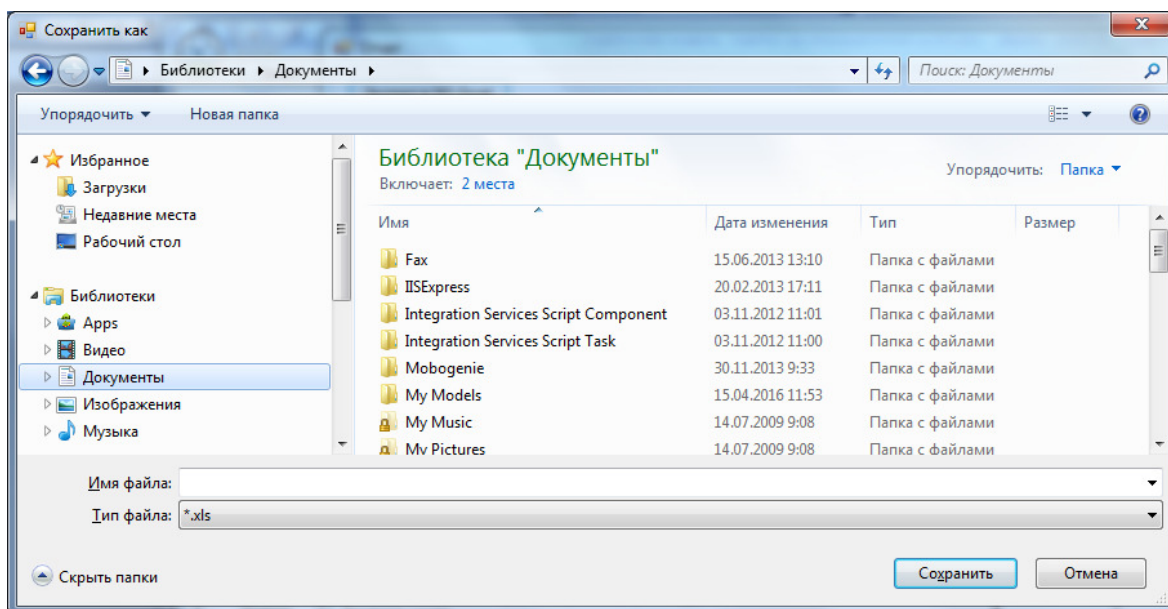 Сохранить как
Библиотеки Документы
Поиск: Документы
Упорядочить Новая папка
Избранное
Загрузки
Недавние места
Рабочий стол
Библиотеки
Apps
Видео
Документы
Изображения
Музыка
Библиотека "Документы"
Включает: 2 места
Упорядочить: Папка
Имя Дата изменения Тип Размер
Fax 15.06.2013 13:10 Папка с файлами
IISExpress 20.02.2013 17:11 Папка с файлами
Integration Services Script Component 03.11.2012 11:01 Папка с файлами
Integration Services Script Task 03.11.2012 11:00 Папка с файлами
Mobogenie 30.11.2013 9:33 Папка с файлами
My Models 15.04.2016 11:53 Папка с файлами
My Music 14.07.2009 9:08 Папка с файлами
My Pictures 14.07.2009 9:08 Папка с файлами
Имя файла:
Тип файла: *.xls
Скрыть папки
Сохранить Отмена